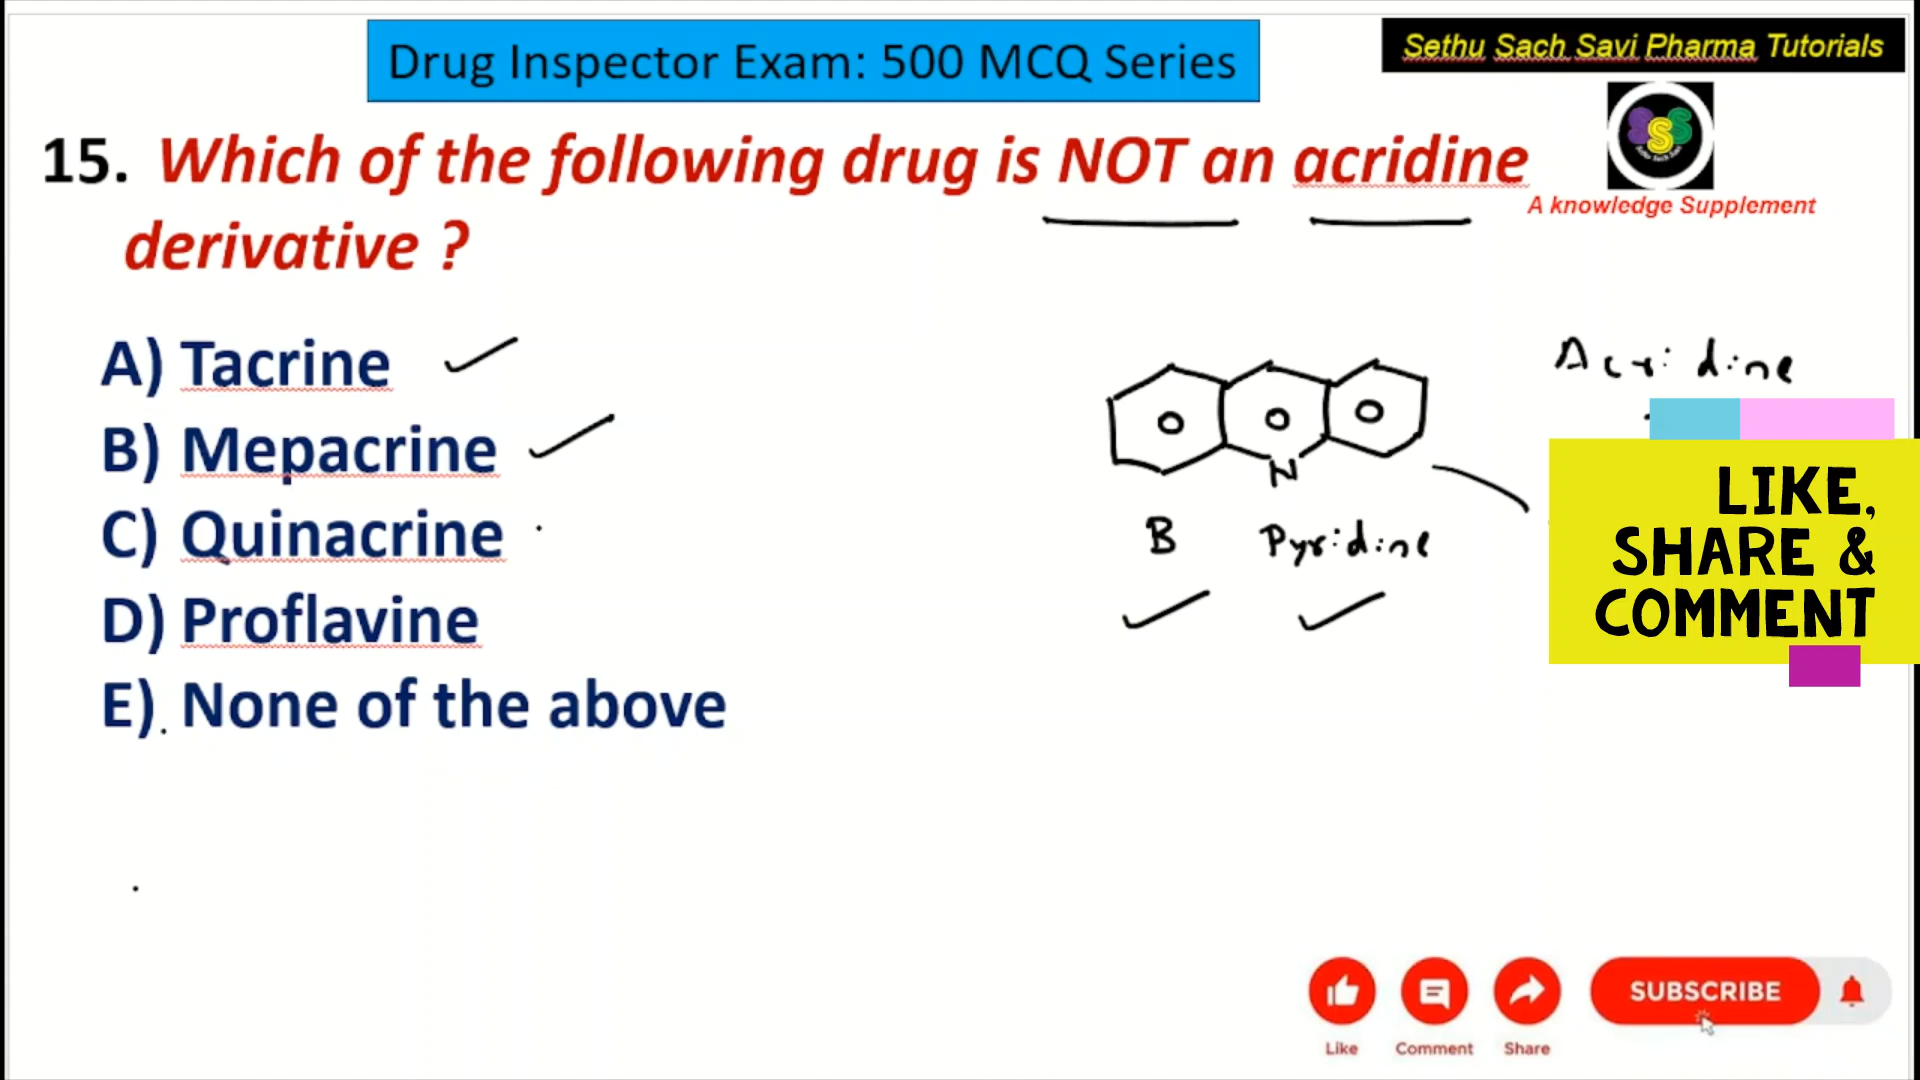 Drug Inspector Exam: 500 MCQ Series
Sethu Sach Savi Pharma Tutorials
SSS
A knowledge Supplement
15. Which of the following drug is NOT an acridine
derivative ?
A) Tacrine
B) Mepacrine
C) Quinacrine
D) Proflavine
E) None of the above
Acridine
N
B Pyridine
LIKE,
SHARE &
COMMENT
SUBSCRIBE
Like Comment Share